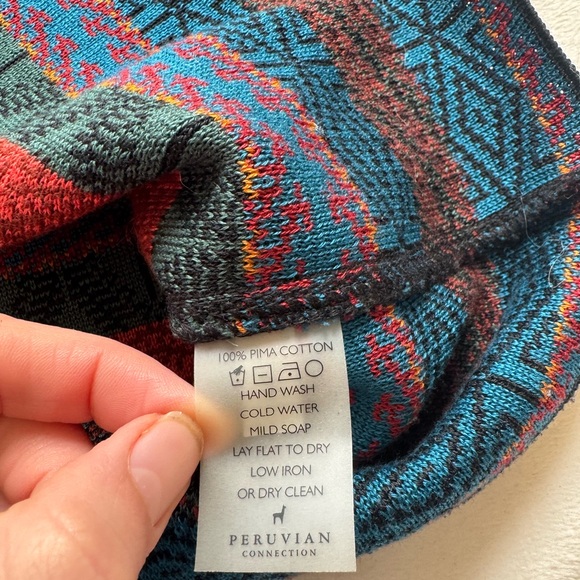 100% PIMA COTTON
HAND WASH
COLD WATER
MILD SOAP
LAY FLAT TO DRY
LOW IRON
OR DRY CLEAN
PERUVIAN
CONNECTION